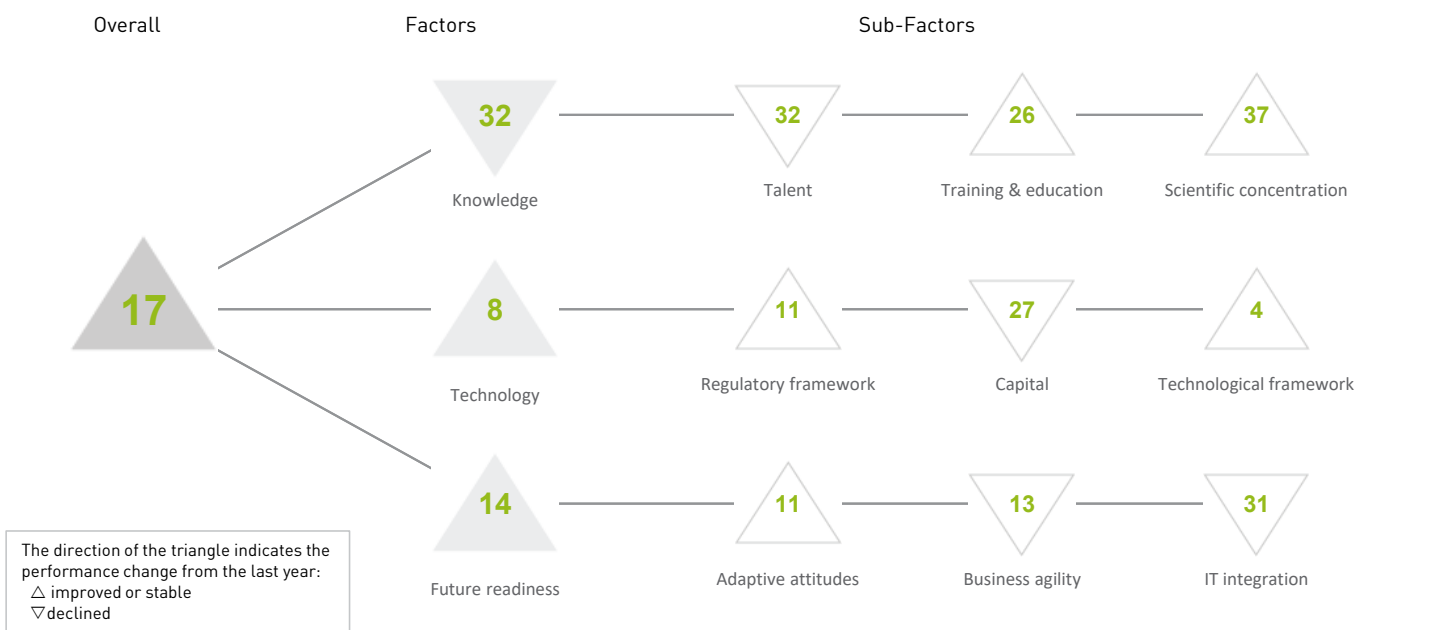 Overall
Factors
Sub-Factors
32
32
26
37
Knowledge
Talent
Training & education
Scientific concentration
17
8
11
27
4
Technology
Regulatory framework
Capital
Technological framework
14
11
13
31
Future readiness
Adaptive attitudes
Business agility
IT integration
The direction of the triangle indicates the
performance change from the last year:
△ improved or stable
▽ declined